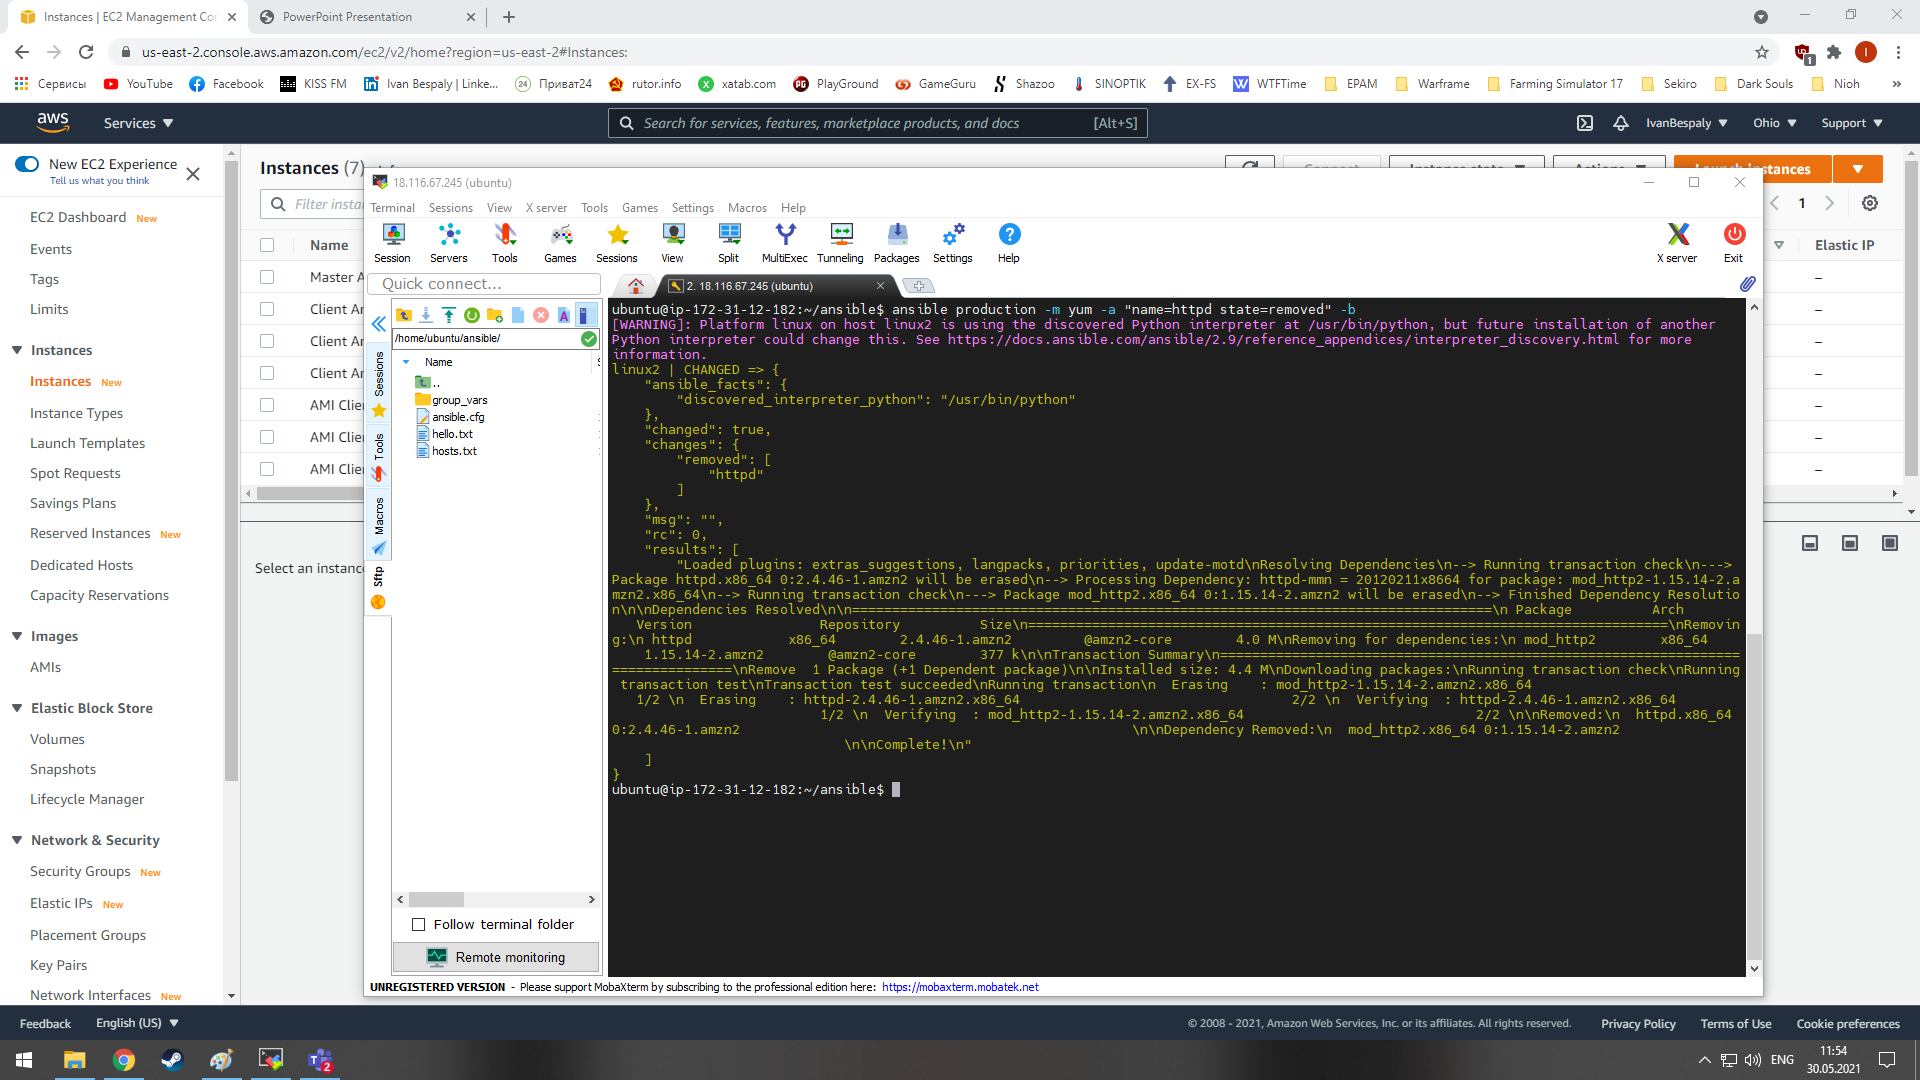 Instances | EC2 Management Con
PowerPoint Presentation
us-east-2.console.aws.amazon.com/ec2/v2/home?region=us-east-2#Instances:
1
I
Сервисы
YouTube
Facebook
KISS FM
Ivan Bespaly | Linke...
24
Приват24
rutor.info
xatab.com
PlayGround
GameGuru
Shazoo
SINOPTIK
EX-FS
WTFTime
EPAM
Warframe
Farming Simulator 17
Sekiro
Dark Souls
Nioh
»
aws
Services
Search for services, features, marketplace products, and docs
[Alt+S]
IvanBespaly
Ohio
Support
New EC2 Experience
Tell us what you think
EC2 Dashboard New
Events
Tags
Limits
Instances
Instances New
Instance Types
Launch Templates
Spot Requests
Savings Plans
Reserved Instances New
Dedicated Hosts
Capacity Reservations
Images
AMIs
Elastic Block Store
Volumes
Snapshots
Lifecycle Manager
Network & Security
Security Groups New
Elastic IPs New
Placement Groups
Key Pairs
Network Interfaces New
Instances (7)
Filter insta
1
Name
Elastic IP
Master A
–
Client An
–
Client An
–
Client An
–
AMI Clie
–
AMI Clie
–
AMI Clie
–
Select an instance
18.116.67.245 (ubuntu)
Terminal Sessions View X server Tools Games Settings Macros Help
Session Servers Tools Games Sessions View Split MultiExec Tunneling Packages Settings Help
X server Exit
Quick connect...
2. 18.116.67.245 (ubuntu)
Sessions
Tools
Macros
Sftp
/home/ubuntu/ansible/
Name
..
group_vars
ansible.cfg
hello.txt
hosts.txt
Follow terminal folder
Remote monitoring
ubuntu@ip-172-31-12-182:~/ansible$ ansible production -m yum -a "name=httpd state=removed" -b
[WARNING]: Platform linux on host linux2 is using the discovered Python interpreter at /usr/bin/python, but future installation of another
Python interpreter could change this. See https://docs.ansible.com/ansible/2.9/reference_appendices/interpreter_discovery.html for more
information.
linux2 | CHANGED => {
    "ansible_facts": {
        "discovered_interpreter_python": "/usr/bin/python"
    },
    "changed": true,
    "changes": {
        "removed": [
            "httpd"
        ]
    },
    "msg": "",
    "rc": 0,
    "results": [
        "Loaded plugins: extras_suggestions, langpacks, priorities, update-motd\nResolving Dependencies\n--> Running transaction check\n--->
Package httpd.x86_64 0:2.4.46-1.amzn2 will be erased\n--> Processing Dependency: httpd-mmn = 20120211x8664 for package: mod_http2-1.15.14-2.a
mzn2.x86_64\n--> Running transaction check\n---> Package mod_http2.x86_64 0:1.15.14-2.amzn2 will be erased\n--> Finished Dependency Resolutio
n\n\nDependencies Resolved\n\n================================================================================\n Package          Arch
   Version                Repository          Size\n================================================================================\nRemovin
g:\n httpd            x86_64        2.4.46-1.amzn2         @amzn2-core        4.0 M\nRemoving for dependencies:\n mod_http2        x86_64
    1.15.14-2.amzn2        @amzn2-core        377 k\n\nTransaction Summary\n=================================================================
===============\nRemove  1 Package (+1 Dependent package)\n\nInstalled size: 4.4 M\nDownloading packages:\nRunning transaction check\nRunning
 transaction test\nTransaction test succeeded\nRunning transaction\n  Erasing    : mod_http2-1.15.14-2.amzn2.x86_64
   1/2 \n  Erasing    : httpd-2.4.46-1.amzn2.x86_64                        2/2 \n  Verifying  : httpd-2.4.46-1.amzn2.x86_64
                          1/2 \n  Verifying  : mod_http2-1.15.14-2.amzn2.x86_64                             2/2 \n\nRemoved:\n  httpd.x86_64
0:2.4.46-1.amzn2                                                 \n\nDependency Removed:\n  mod_http2.x86_64 0:1.15.14-2.amzn2
                             \n\nComplete!\n"
    ]
}
ubuntu@ip-172-31-12-182:~/ansible$
UNREGISTERED VERSION - Please support MobaXterm by subscribing to the professional edition here: https://mobaxterm.mobatek.net
Feedback
English (US)
© 2008 - 2021, Amazon Web Services, Inc. or its affiliates. All rights reserved.
Privacy Policy
Terms of Use
Cookie preferences
2
ENG
11:54
30.05.2021